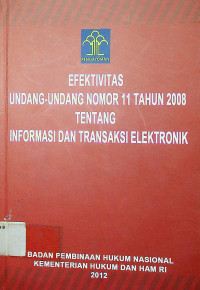 PENGAYOMAN
EFEKTIVITAS
UNDANG-UNDANG NOMOR 11 TAHUN 2008
TENTANG
INFORMASI DAN TRANSAKSI ELEKTRONIK
BADAN PEMBINAAN HUKUM NASIONAL
KEMENTERIAN HUKUM DAN HAM RI
2012